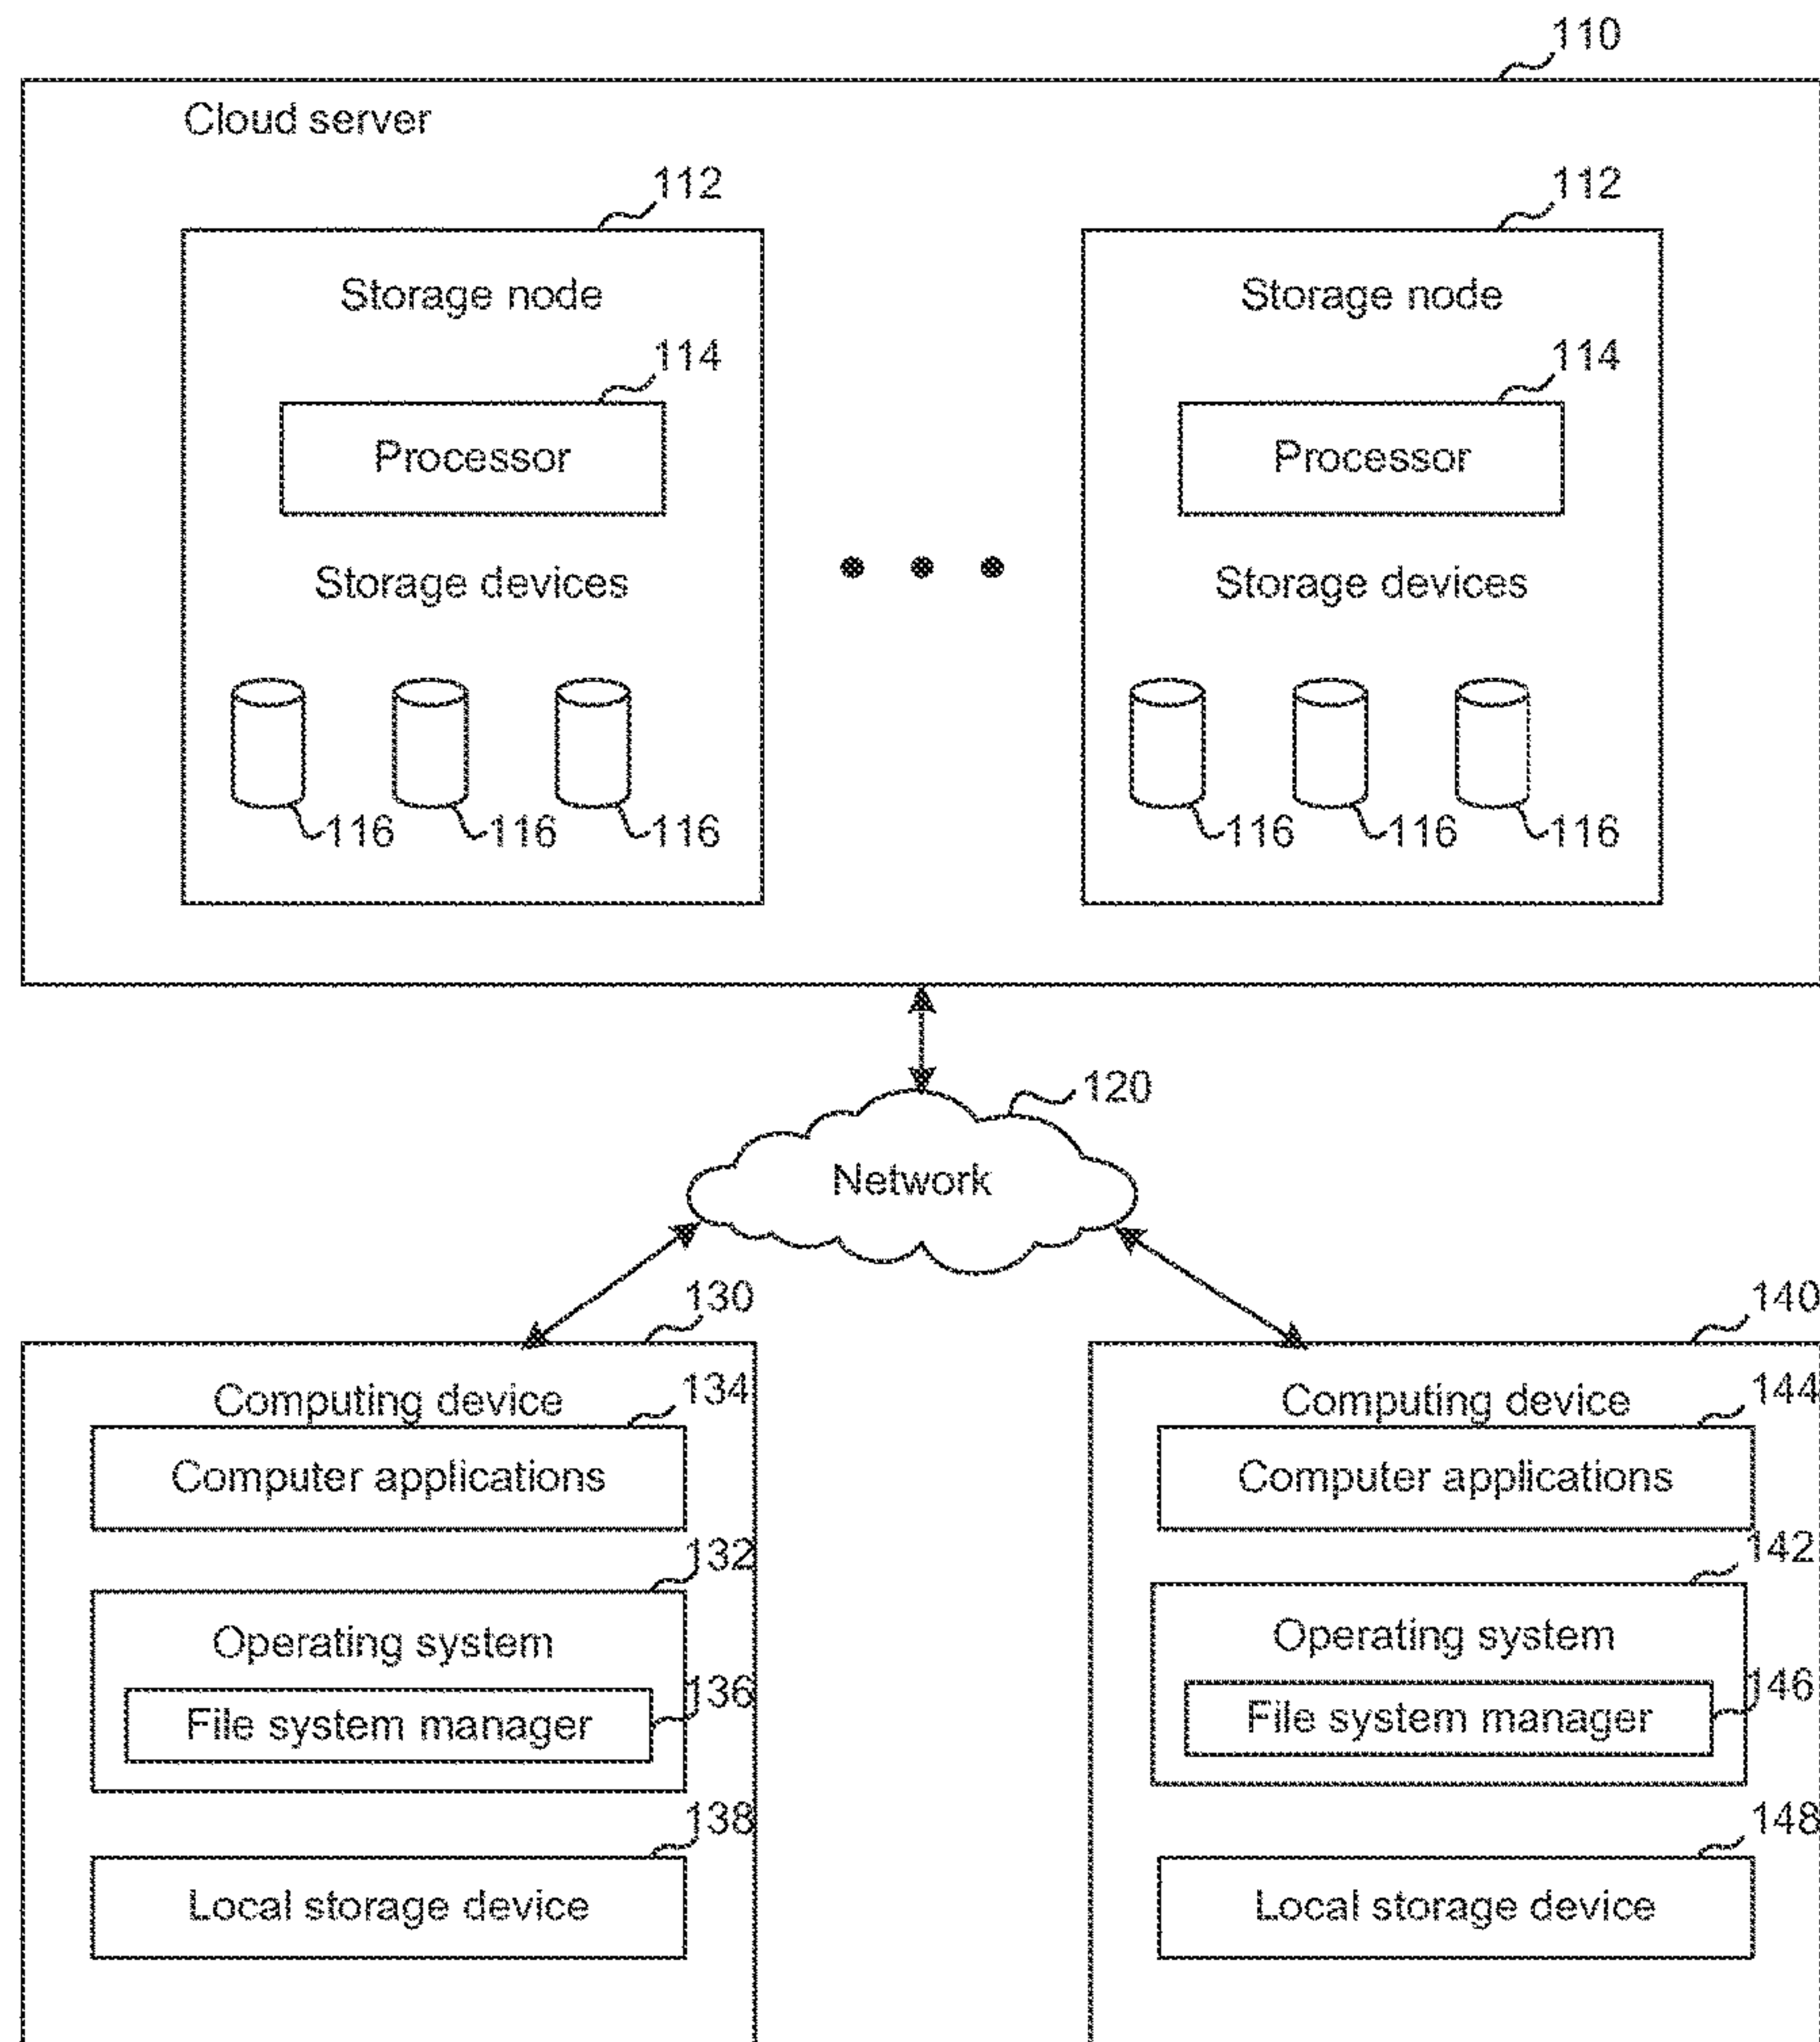 110
Cloud server
112
112
Storage node
Storage node
114
114
Processor
Processor
Storage devices
Storage devices
116
116
116
116
116
116
120
Network
130
140
Computing device
134
Computing device
144
Computer applications
Computer applications
132
142
Operating system
Operating system
136
146
File system manager
File system manager
138
148
Local storage device
Local storage device